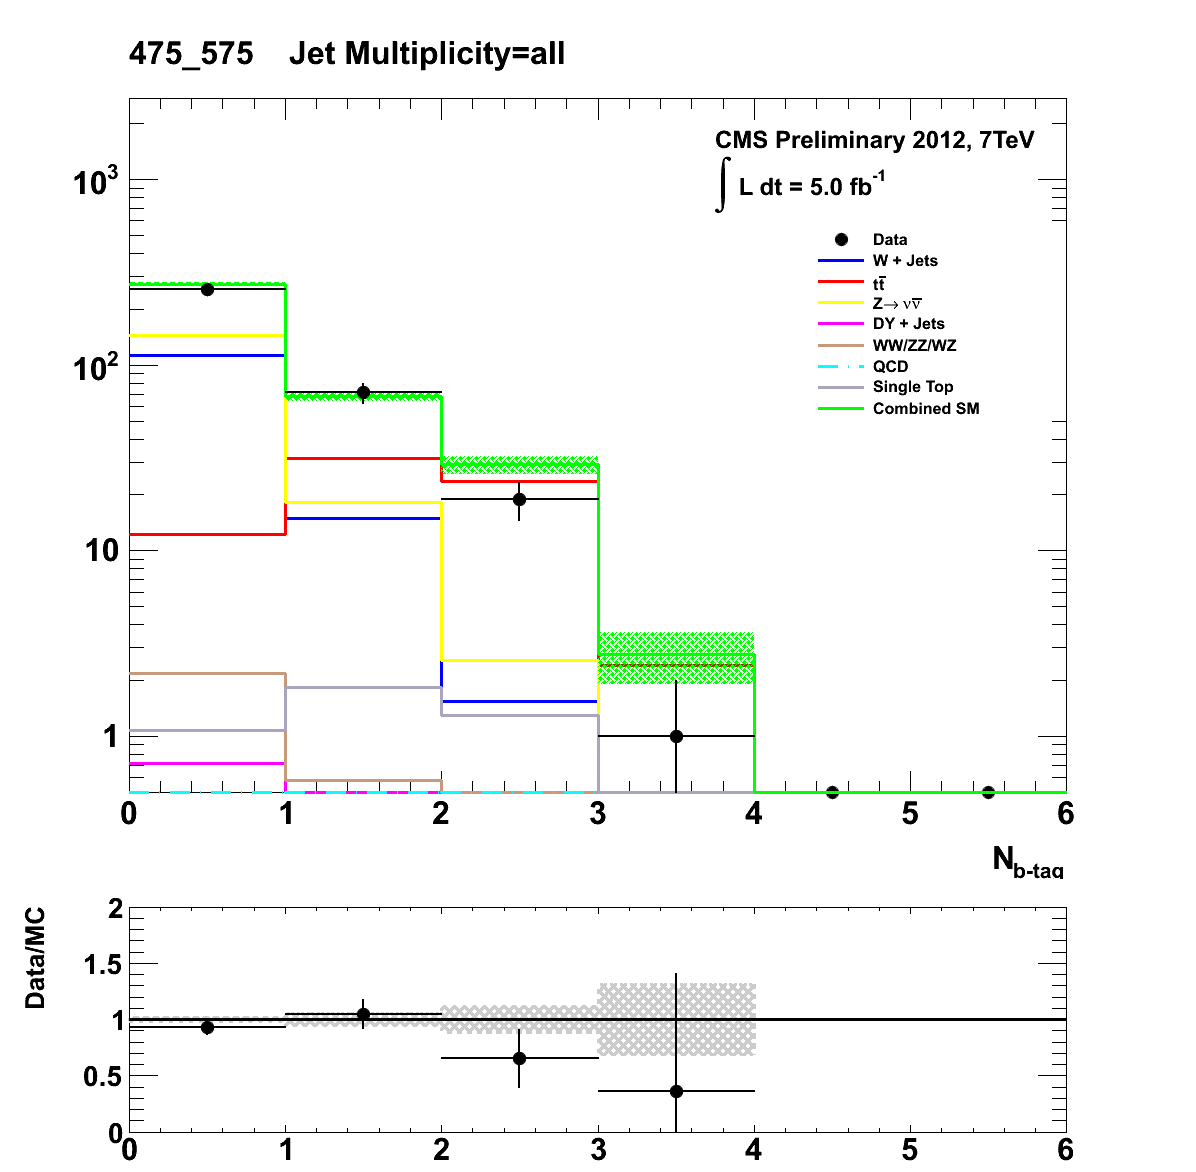 475_575 Jet Multiplicity=all
CMS Preliminary 2012, 7TeV
∫ L dt = 5.0 fb⁻¹
Data
W + Jets
tt̅
Z→ νν̅
DY + Jets
WW/ZZ/WZ
QCD
Single Top
Combined SM
10³
10²
10
1
0 1 2 3 4 5 6
N b-tag
Data/MC
2
1.5
1
0.5
0
0 1 2 3 4 5 6